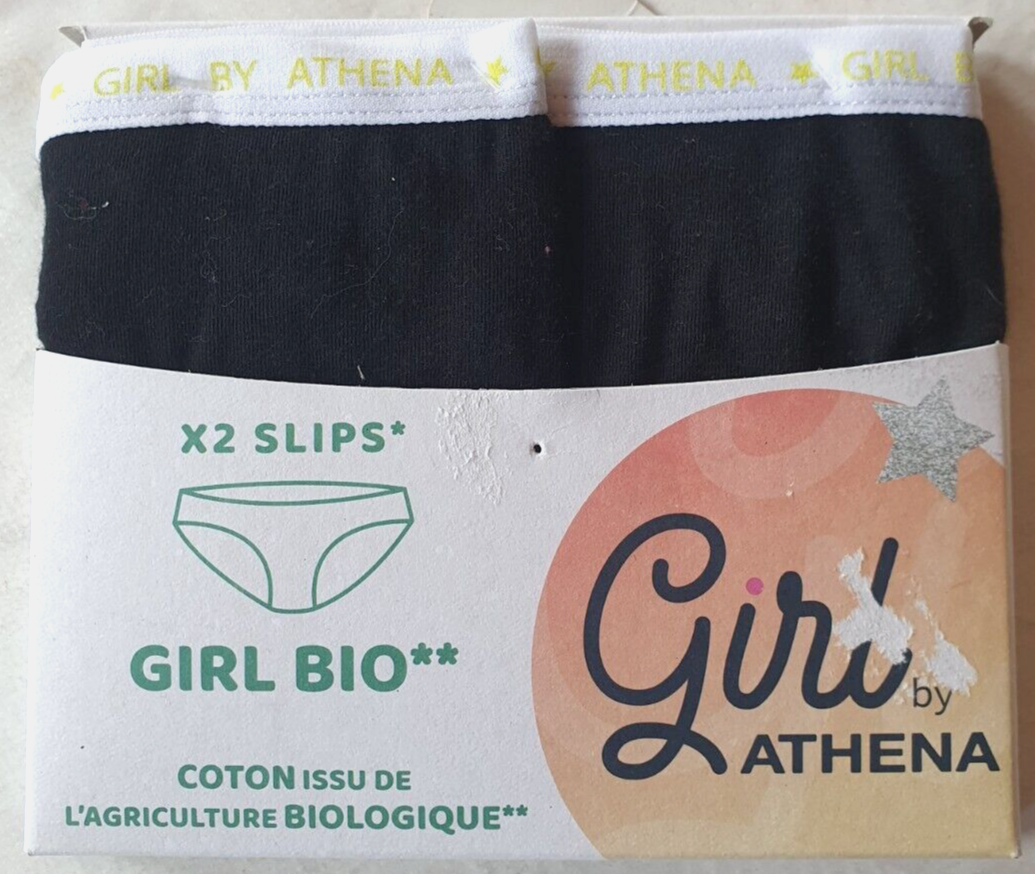 GIRL BY ATHENA ATHENA GIRL B
X2 SLIPS*
GIRL BIO**
COTON ISSU DE
L'AGRICULTURE BIOLOGIQUE**
Girl
by
ATHENA